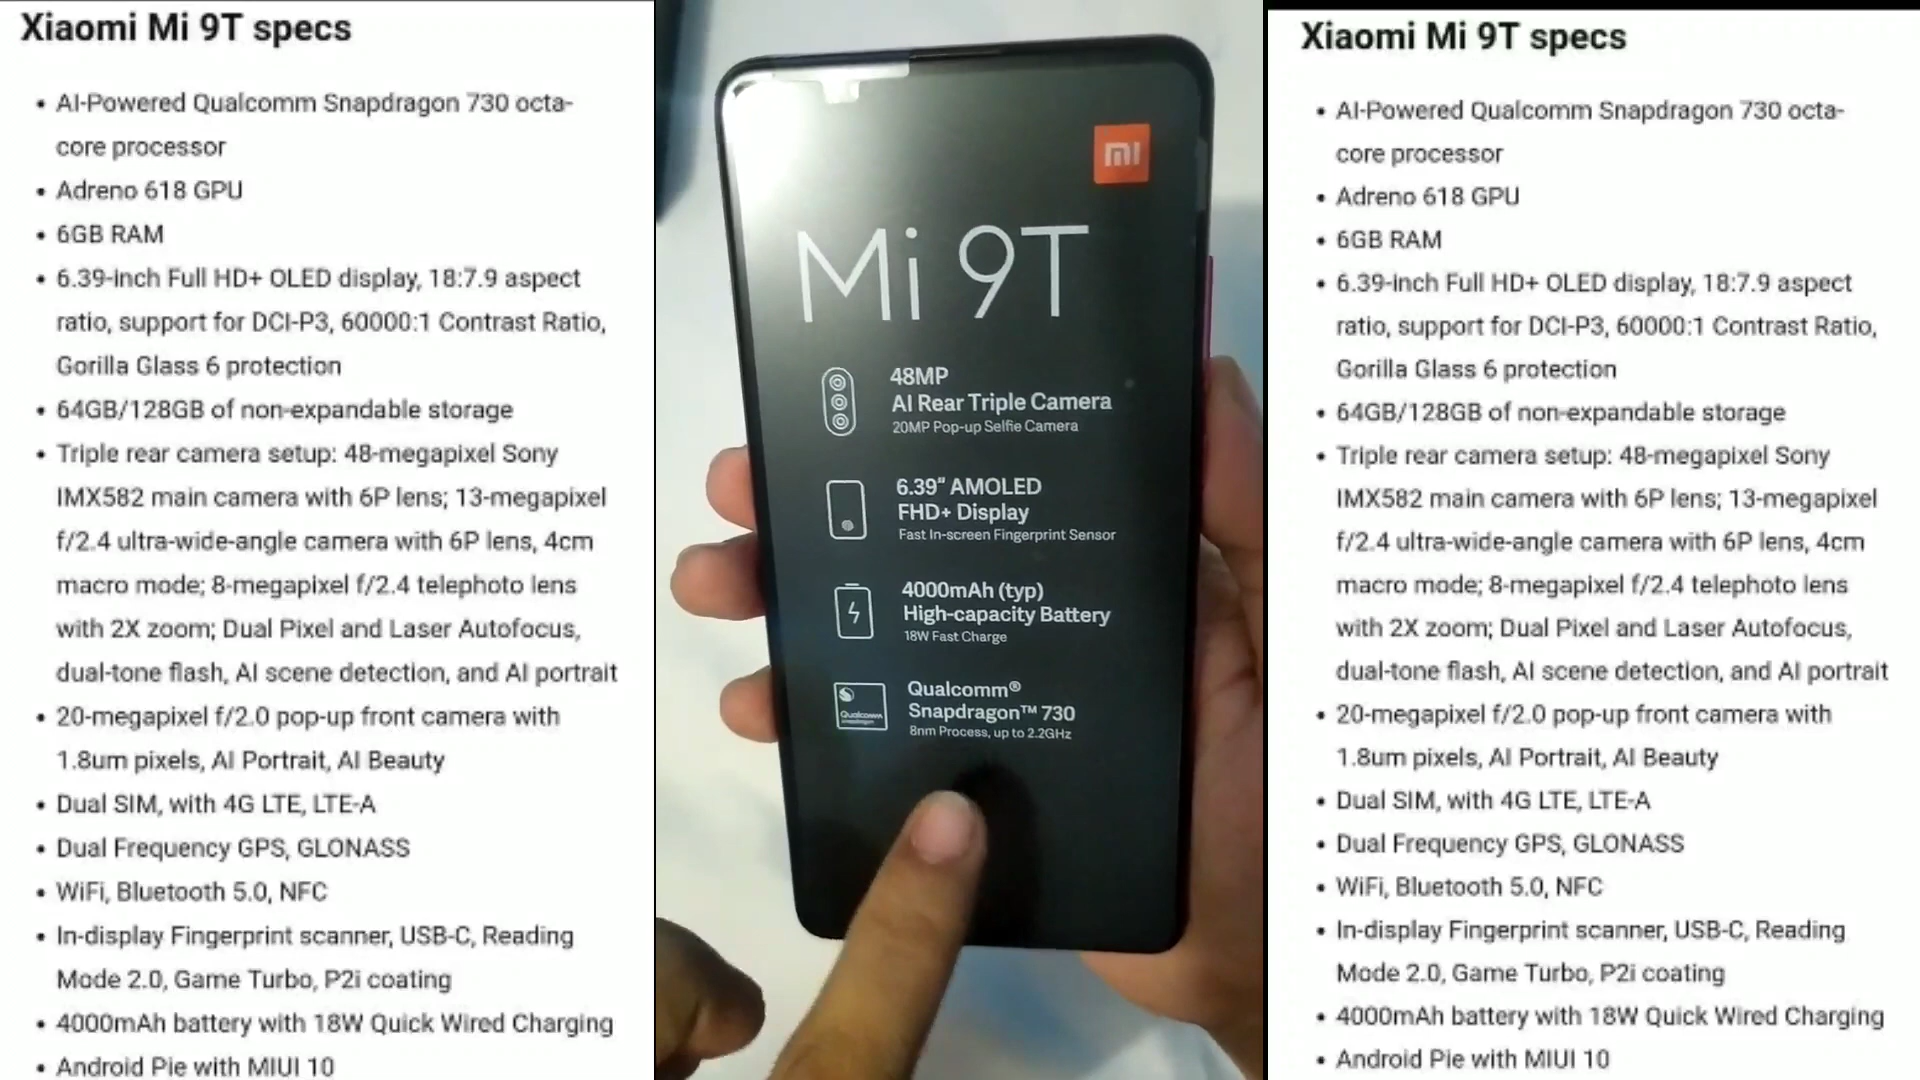 Xiaomi Mi 9T specs
• AI-Powered Qualcomm Snapdragon 730 octa-
core processor
• Adreno 618 GPU
• 6GB RAM
• 6.39-inch Full HD+ OLED display, 18:7.9 aspect
ratio, support for DCI-P3, 60000:1 Contrast Ratio,
Gorilla Glass 6 protection
• 64GB/128GB of non-expandable storage
• Triple rear camera setup: 48-megapixel Sony
IMX582 main camera with 6P lens; 13-megapixel
f/2.4 ultra-wide-angle camera with 6P lens, 4cm
macro mode; 8-megapixel f/2.4 telephoto lens
with 2X zoom; Dual Pixel and Laser Autofocus,
dual-tone flash, AI scene detection, and AI portrait
• 20-megapixel f/2.0 pop-up front camera with
1.8um pixels, AI Portrait, AI Beauty
• Dual SIM, with 4G LTE, LTE-A
• Dual Frequency GPS, GLONASS
• WiFi, Bluetooth 5.0, NFC
• In-display Fingerprint scanner, USB-C, Reading
Mode 2.0, Game Turbo, P2i coating
• 4000mAh battery with 18W Quick Wired Charging
• Android Pie with MIUI 10
mi
Mi 9T
48MP
AI Rear Triple Camera
20MP Pop-up Selfie Camera
6.39" AMOLED
FHD+ Display
Fast In-screen Fingerprint Sensor
4000mAh (typ)
High-capacity Battery
18W Fast Charge
Qualcomm
snapdragon
Qualcomm®
Snapdragon™ 730
8nm Process, up to 2.2GHz
Xiaomi Mi 9T specs
• AI-Powered Qualcomm Snapdragon 730 octa-
core processor
• Adreno 618 GPU
• 6GB RAM
• 6.39-inch Full HD+ OLED display, 18:7.9 aspect
ratio, support for DCI-P3, 60000:1 Contrast Ratio,
Gorilla Glass 6 protection
• 64GB/128GB of non-expandable storage
• Triple rear camera setup: 48-megapixel Sony
IMX582 main camera with 6P lens; 13-megapixel
f/2.4 ultra-wide-angle camera with 6P lens, 4cm
macro mode; 8-megapixel f/2.4 telephoto lens
with 2X zoom; Dual Pixel and Laser Autofocus,
dual-tone flash, AI scene detection, and AI portrait
• 20-megapixel f/2.0 pop-up front camera with
1.8um pixels, AI Portrait, AI Beauty
• Dual SIM, with 4G LTE, LTE-A
• Dual Frequency GPS, GLONASS
• WiFi, Bluetooth 5.0, NFC
• In-display Fingerprint scanner, USB-C, Reading
Mode 2.0, Game Turbo, P2i coating
• 4000mAh battery with 18W Quick Wired Charging
• Android Pie with MIUI 10